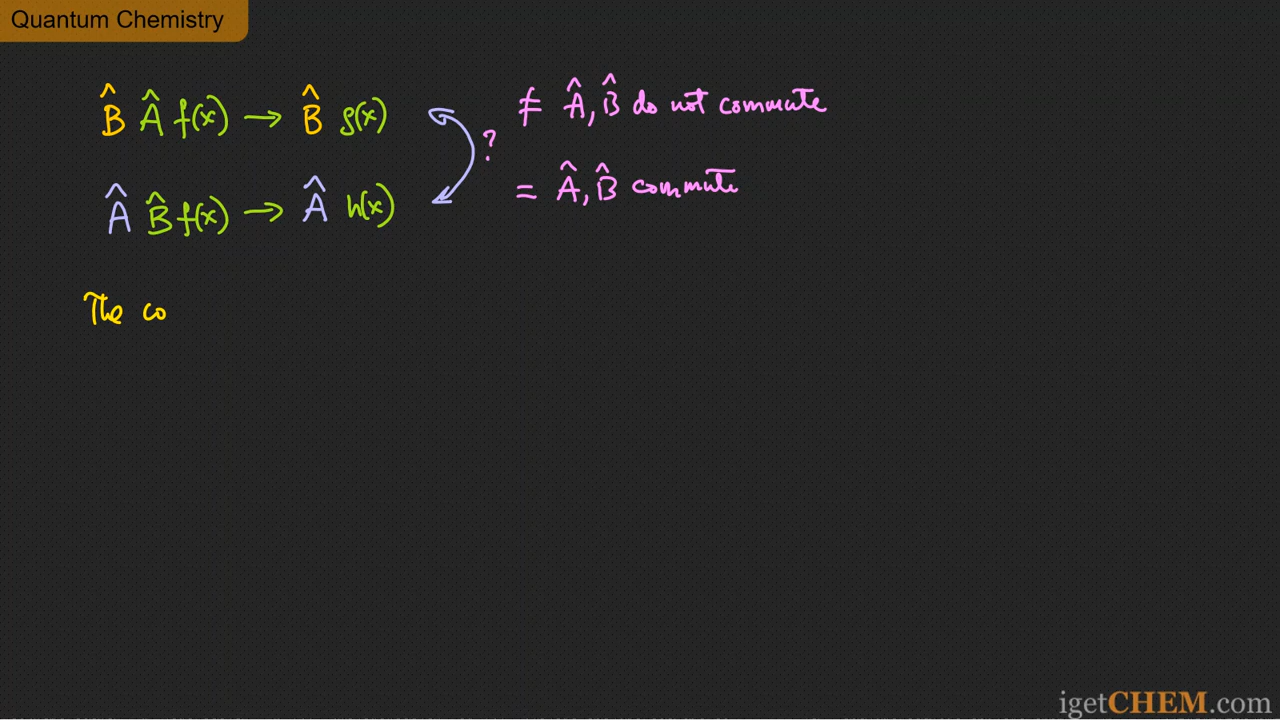 Quantum Chemistry
B̂ Â f(x) → B̂ g(x)
≠ Â, B̂ do not commute
?
= Â, B̂ commute
Â B̂ f(x) → Â h(x)
The co
igetCHEM.com